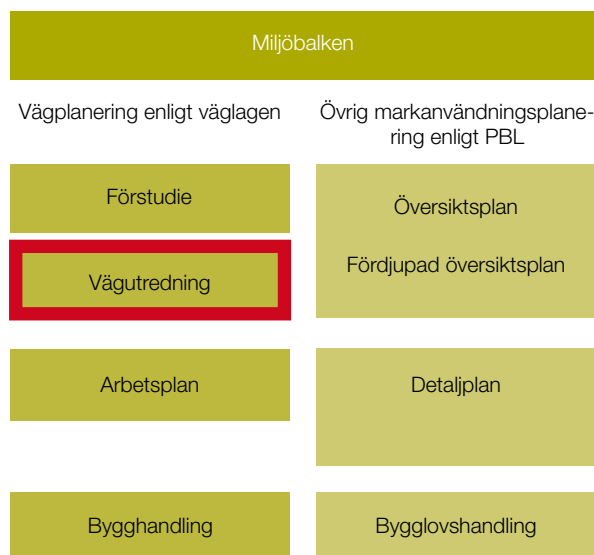 Miljöbalken
Vägplanering enligt väglagen
Övrig markanvändningsplane-
ring enligt PBL
Förstudie
Översiktsplan
Fördjupad översiktsplan
Vägutredning
Arbetsplan
Detaljplan
Bygghandling
Bygglovshandling